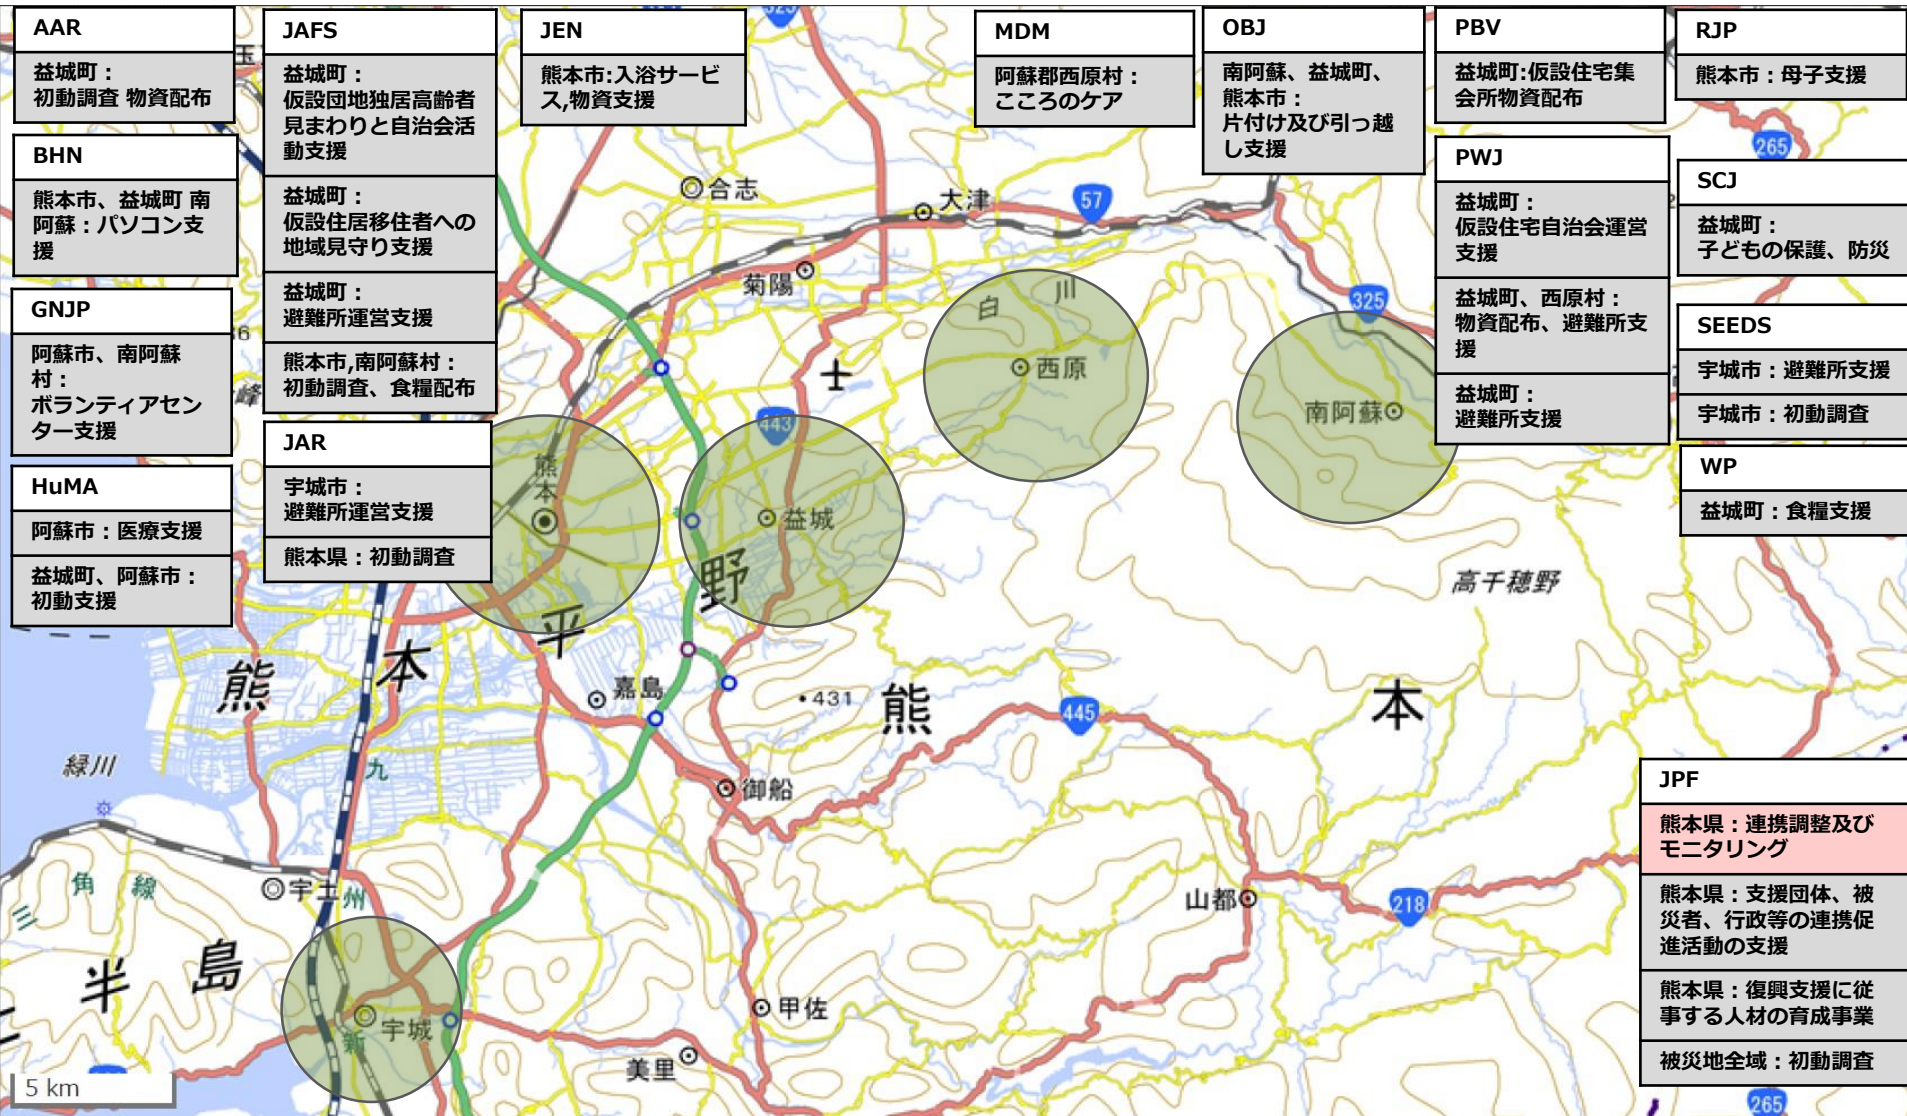 AAR
益城町：
初動調査 物資配布
BHN
熊本市、益城町 南
阿蘇：パソコン支
援
GNJP
阿蘇市、南阿蘇
村：
ボランティアセン
ター支援
HuMA
阿蘇市：医療支援
益城町、阿蘇市：
初動支援
JAFS
益城町：
仮設団地独居高齢者
見まわりと自治会活
動支援
益城町：
仮設住居移住者への
地域見守り支援
益城町：
避難所運営支援
熊本市,南阿蘇村：
初動調査、食糧配布
JAR
宇城市：
避難所運営支援
熊本県：初動調査
JEN
熊本市:入浴サービ
ス,物資支援
MDM
阿蘇郡西原村：
こころのケア
OBJ
南阿蘇、益城町、
熊本市：
片付け及び引っ越
し支援
PBV
益城町:仮設住宅集
会所物資配布
PWJ
益城町：
仮設住宅自治会運営
支援
益城町、西原村：
物資配布、避難所支
援
益城町：
避難所支援
RJP
熊本市：母子支援
SCJ
益城町：
子どもの保護、防災
SEEDS
宇城市：避難所支援
宇城市：初動調査
WP
益城町：食糧支援
JPF
熊本県：連携調整及び
モニタリング
熊本県：支援団体、被
災者、行政等の連携促
進活動の支援
熊本県：復興支援に従
事する人材の育成事業
被災地全域：初動調査
玉
峰
合志
大津
57
265
菊陽
白川
325
西原
南阿蘇
443
熊本
益城
高千穂野
熊本平野
嘉島
431
熊本
445
緑川
九
御船
三角線
宇土
州
山都
218
半島
宇城
新
甲佐
美里
5 km
265